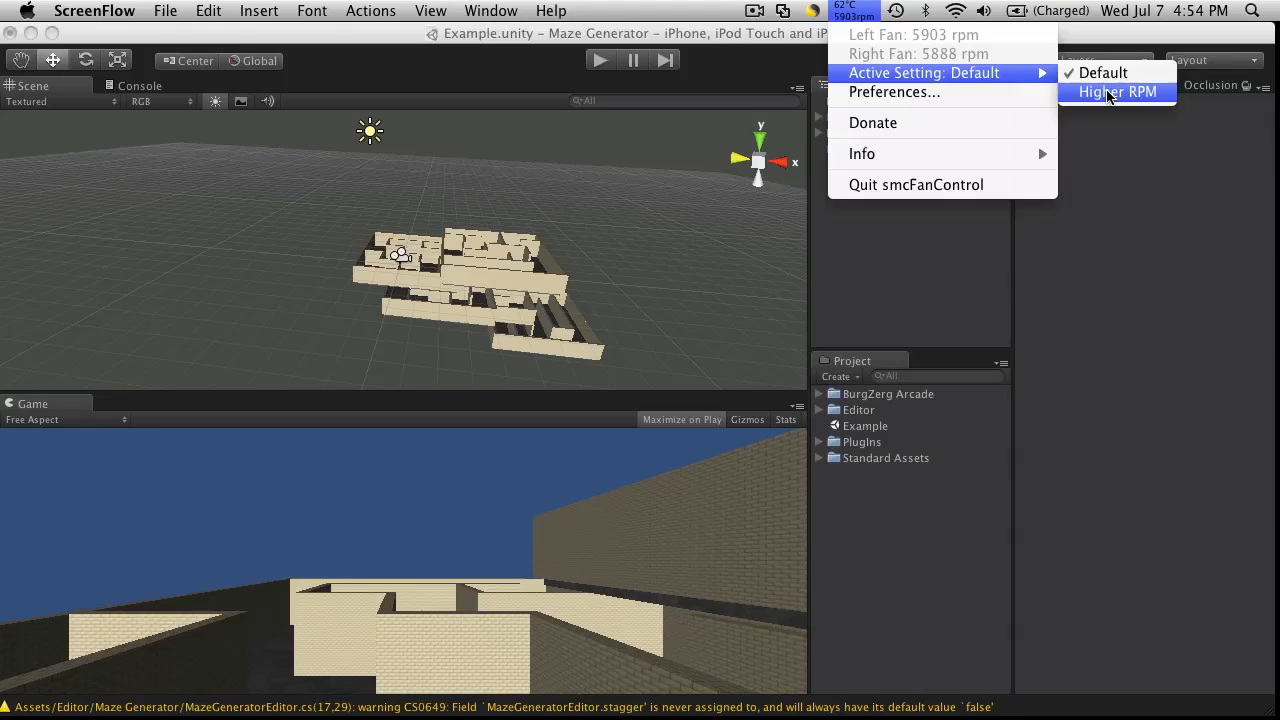 ScreenFlow File Edit Insert Font Actions View Window Help 62°C 5903rpm (Charged) Wed Jul 7 4:54 PM
Example.unity – Maze Generator – iPhone, iPod Touch and iP
Left Fan: 5903 rpm
Right Fan: 5888 rpm
Active Setting: Default
Preferences...
Donate
Info
Quit smcFanControl
Default
Higher RPM
Center Global
Layers Layout
Scene Console
Occlusion
Textured RGB All
y
x
Game
Free Aspect Maximize on Play Gizmos Stats
Project
Create All
BurgZerg Arcade
Editor
Example
PlugIns
Standard Assets
Assets/Editor/Maze Generator/MazeGeneratorEditor.cs(17,29): warning CS0649: Field `MazeGeneratorEditor.stagger' is never assigned to, and will always have its default value `false'